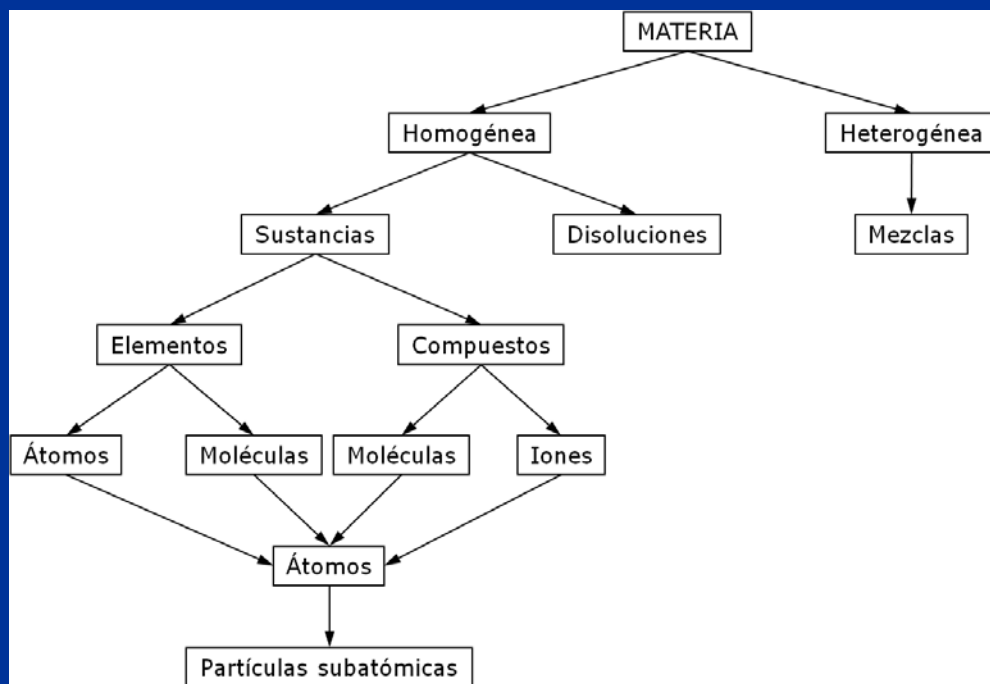 MATERIA
Homogénea
Heterogénea
Sustancias
Disoluciones
Mezclas
Elementos
Compuestos
Átomos
Moléculas
Moléculas
Iones
Átomos
Partículas subatómicas